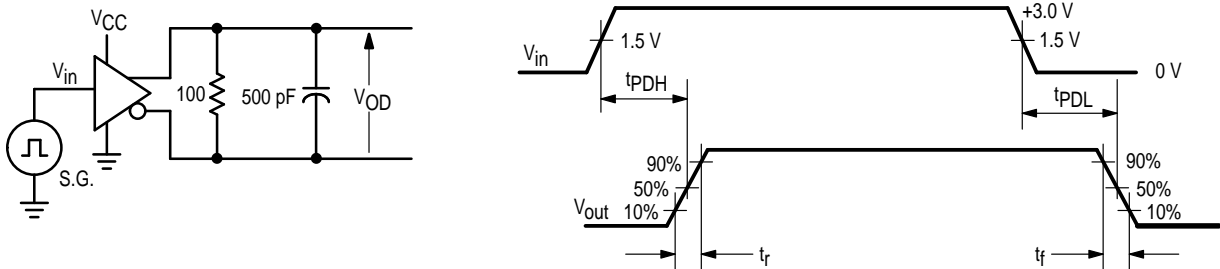 VCC
Vin
100
500 pF
VOD
S.G.
Vin
1.5 V
+3.0 V
1.5 V
0 V
tPDH
tPDL
90%
50%
10%
Vout
90%
50%
10%
tr
tf